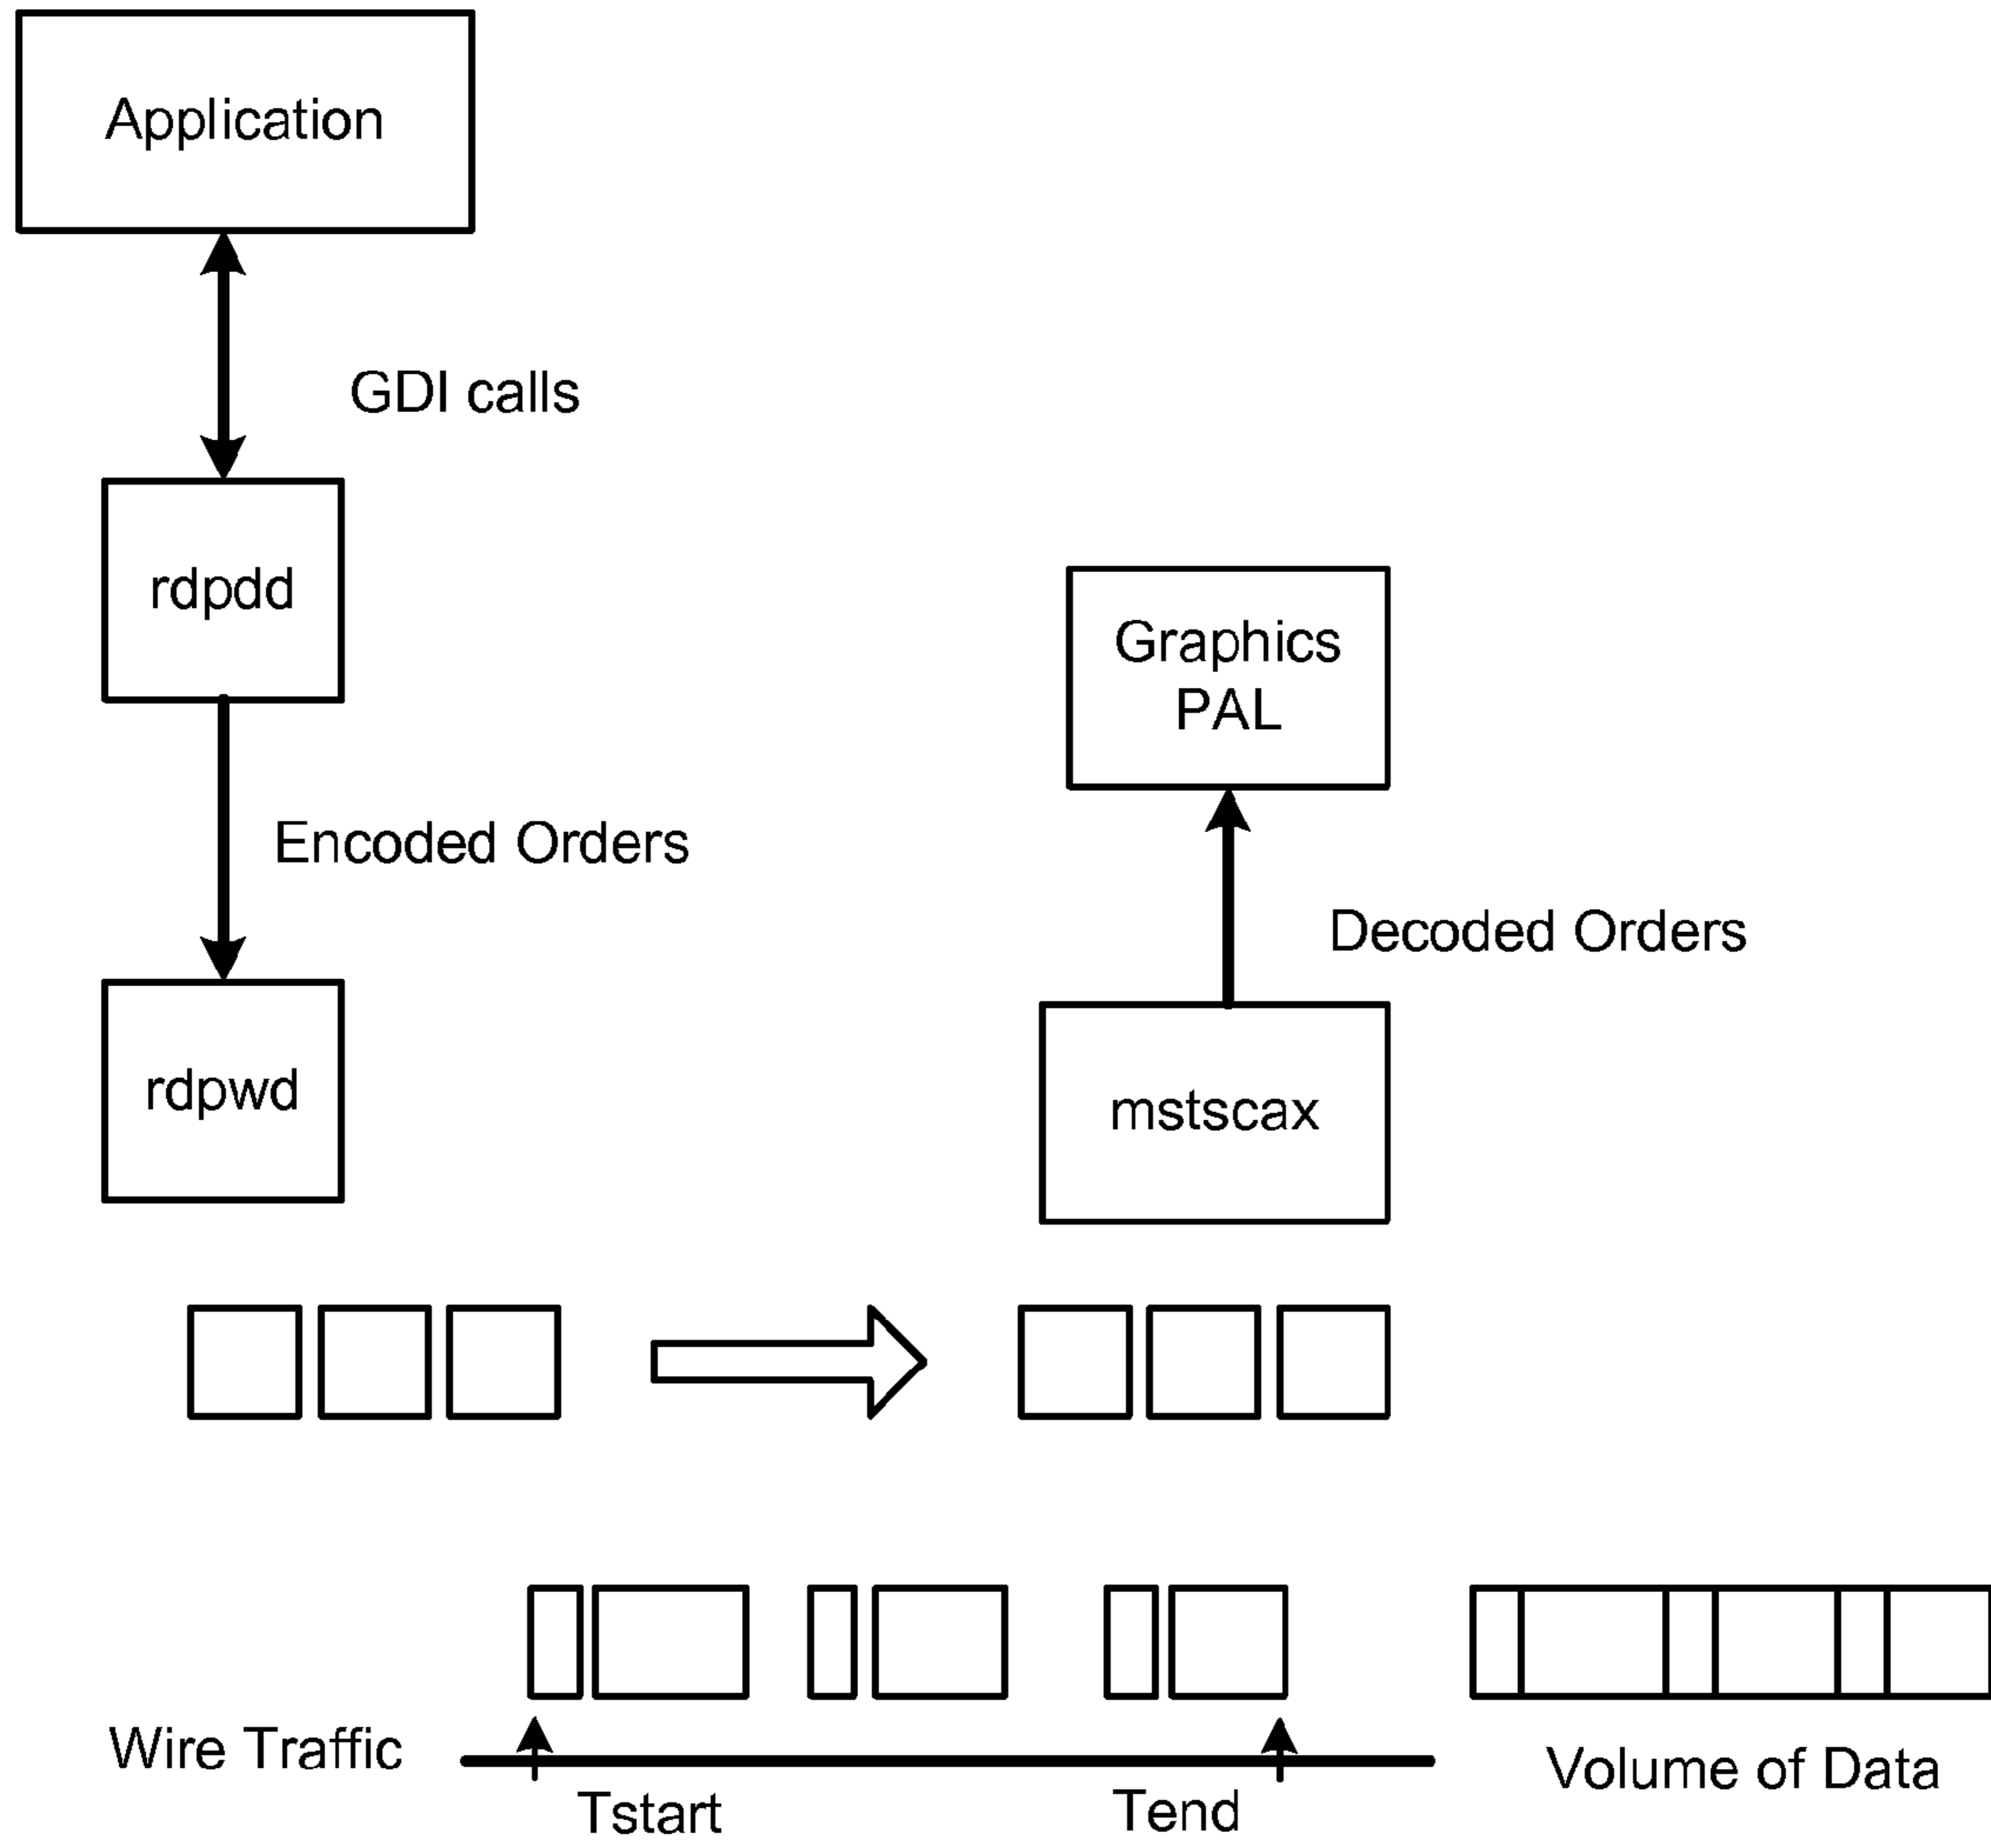 Application
GDI calls
rdpdd
Graphics
PAL
Encoded Orders
Decoded Orders
rdpwd
mstscax
Wire Traffic
Tstart
Tend
Volume of Data